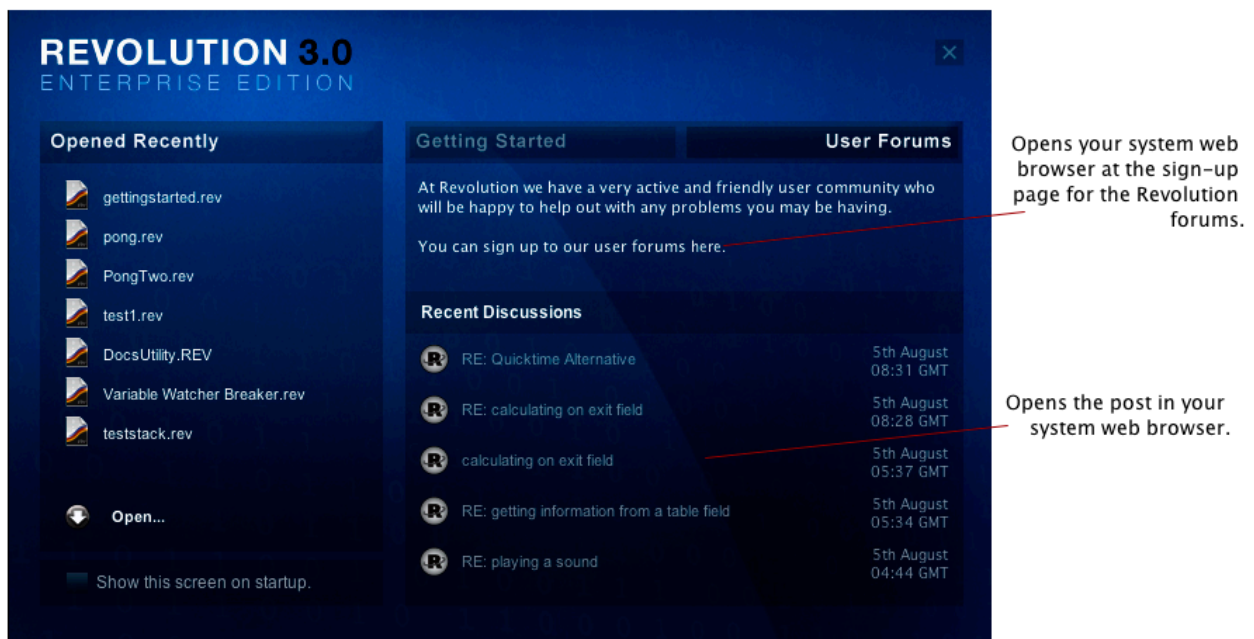 REVOLUTION 3.0
ENTERPRISE EDITION
Opened Recently
gettingstarted.rev
pong.rev
PongTwo.rev
test1.rev
DocsUtility.REV
Variable Watcher Breaker.rev
teststack.rev
Open...
Show this screen on startup.
Getting Started
User Forums
At Revolution we have a very active and friendly user community who
will be happy to help out with any problems you may be having.
You can sign up to our user forums here.
Recent Discussions
RE: Quicktime Alternative
5th August
08:31 GMT
RE: calculating on exit field
5th August
08:28 GMT
calculating on exit field
5th August
05:37 GMT
RE: getting information from a table field
5th August
05:34 GMT
RE: playing a sound
5th August
04:44 GMT
Opens your system web
browser at the sign-up
page for the Revolution
forums.
Opens the post in your
system web browser.